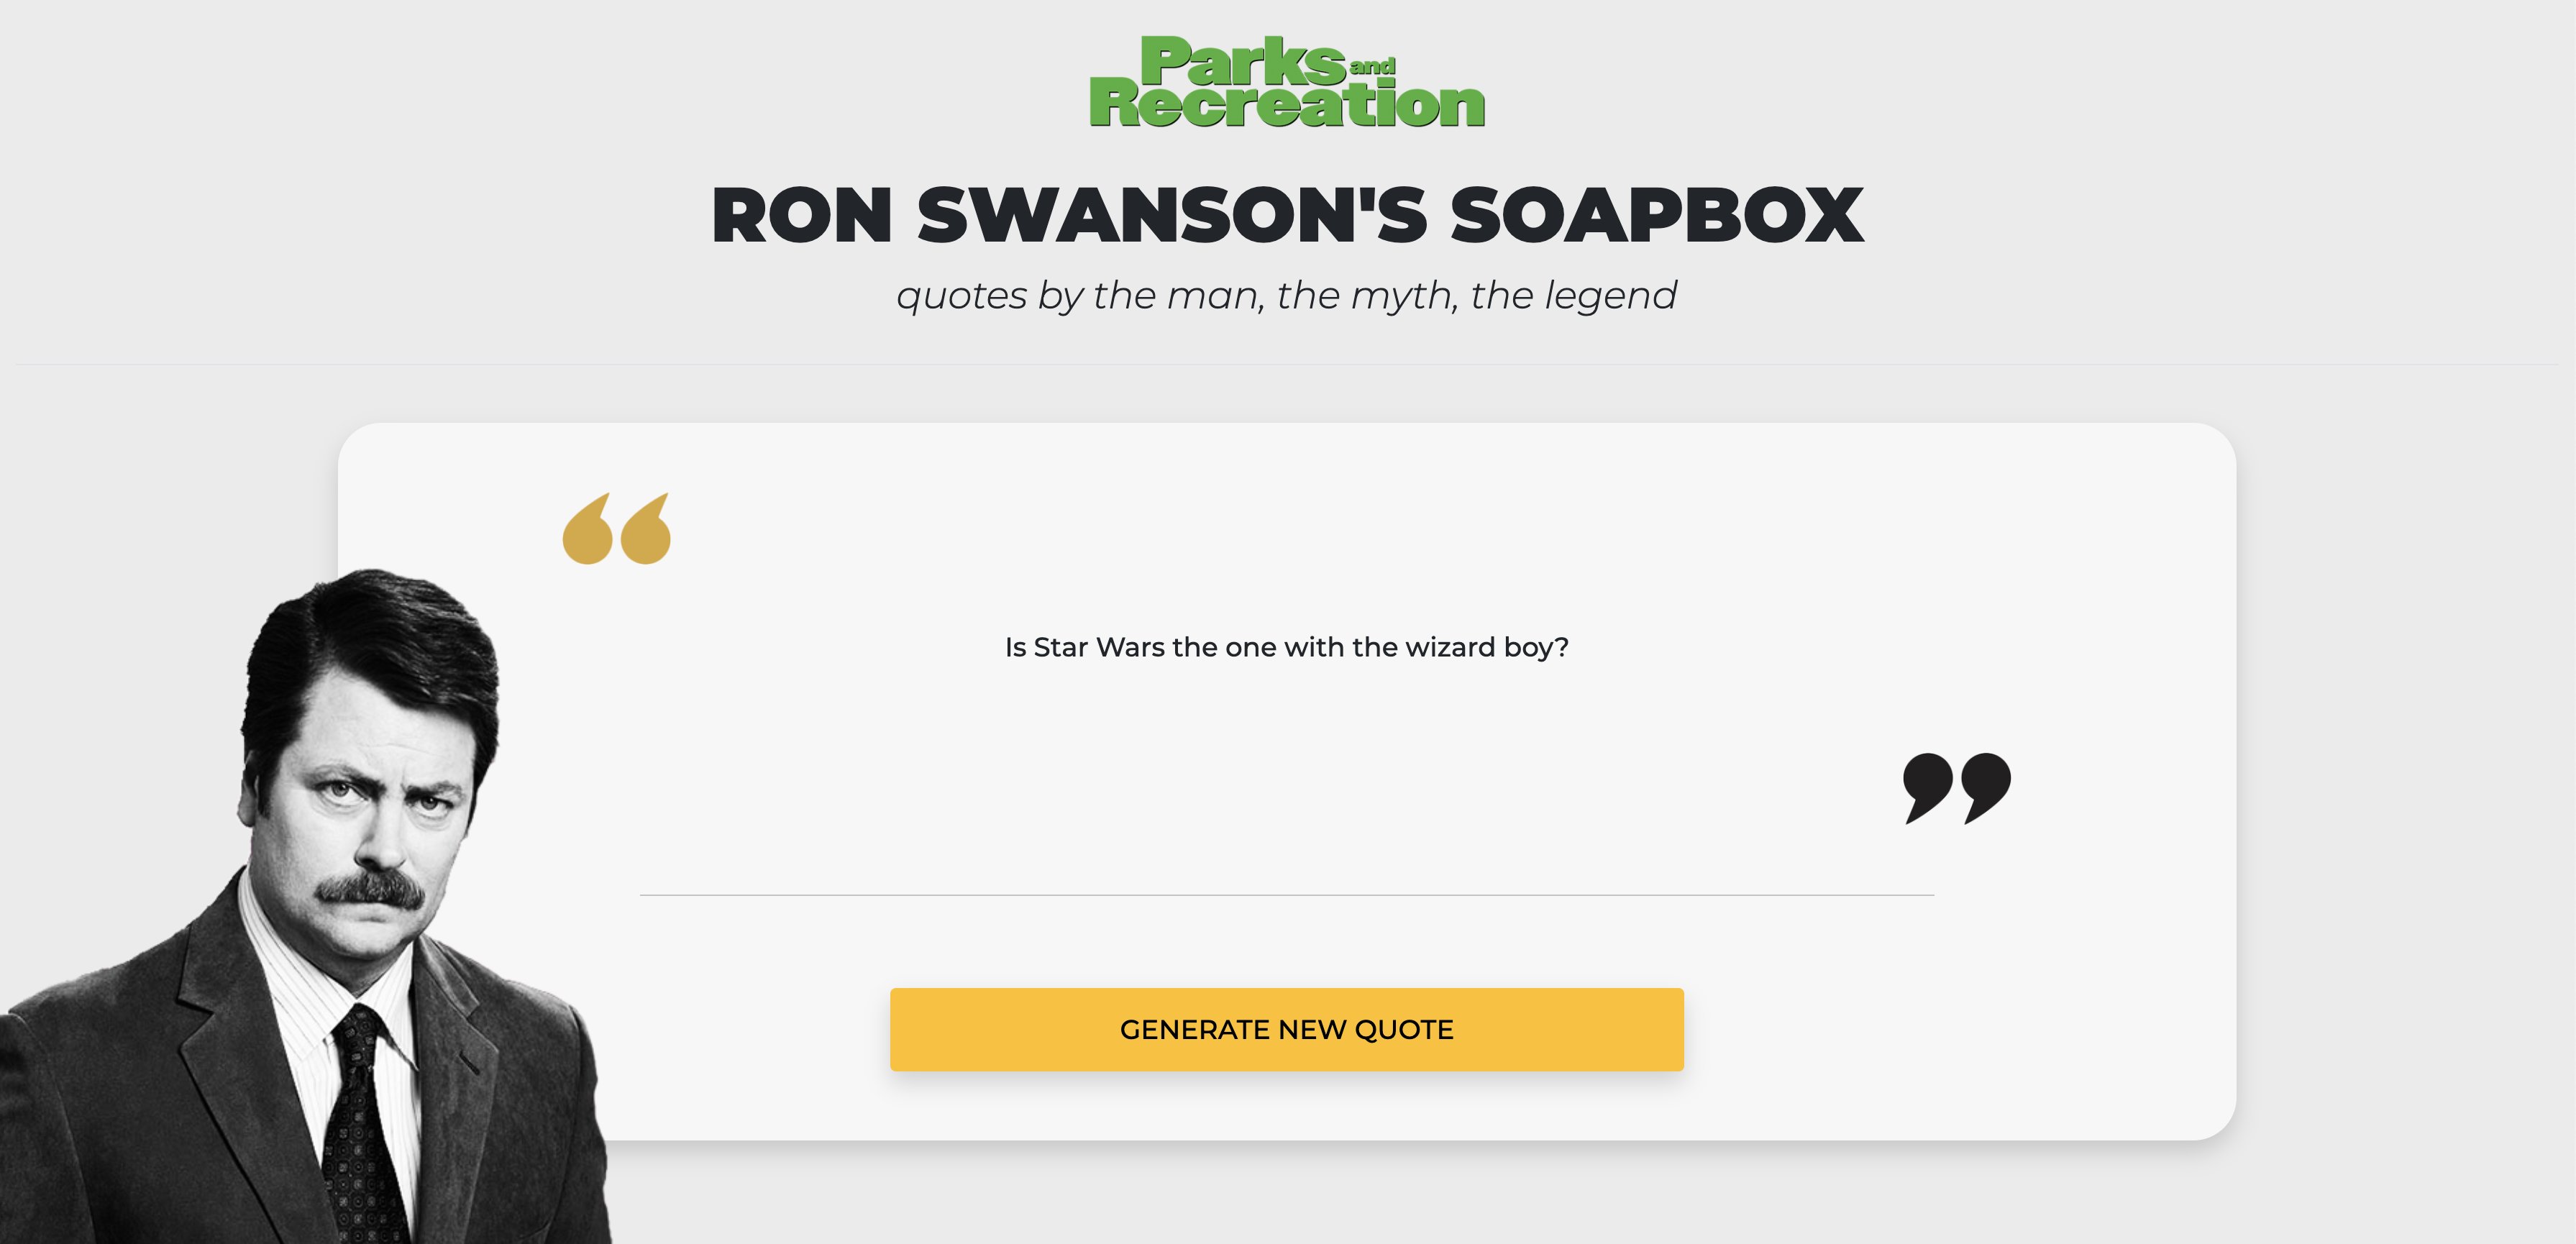 Parks and
Recreation
RON SWANSON'S SOAPBOX
quotes by the man, the myth, the legend
“
Is Star Wars the one with the wizard boy?
”
GENERATE NEW QUOTE